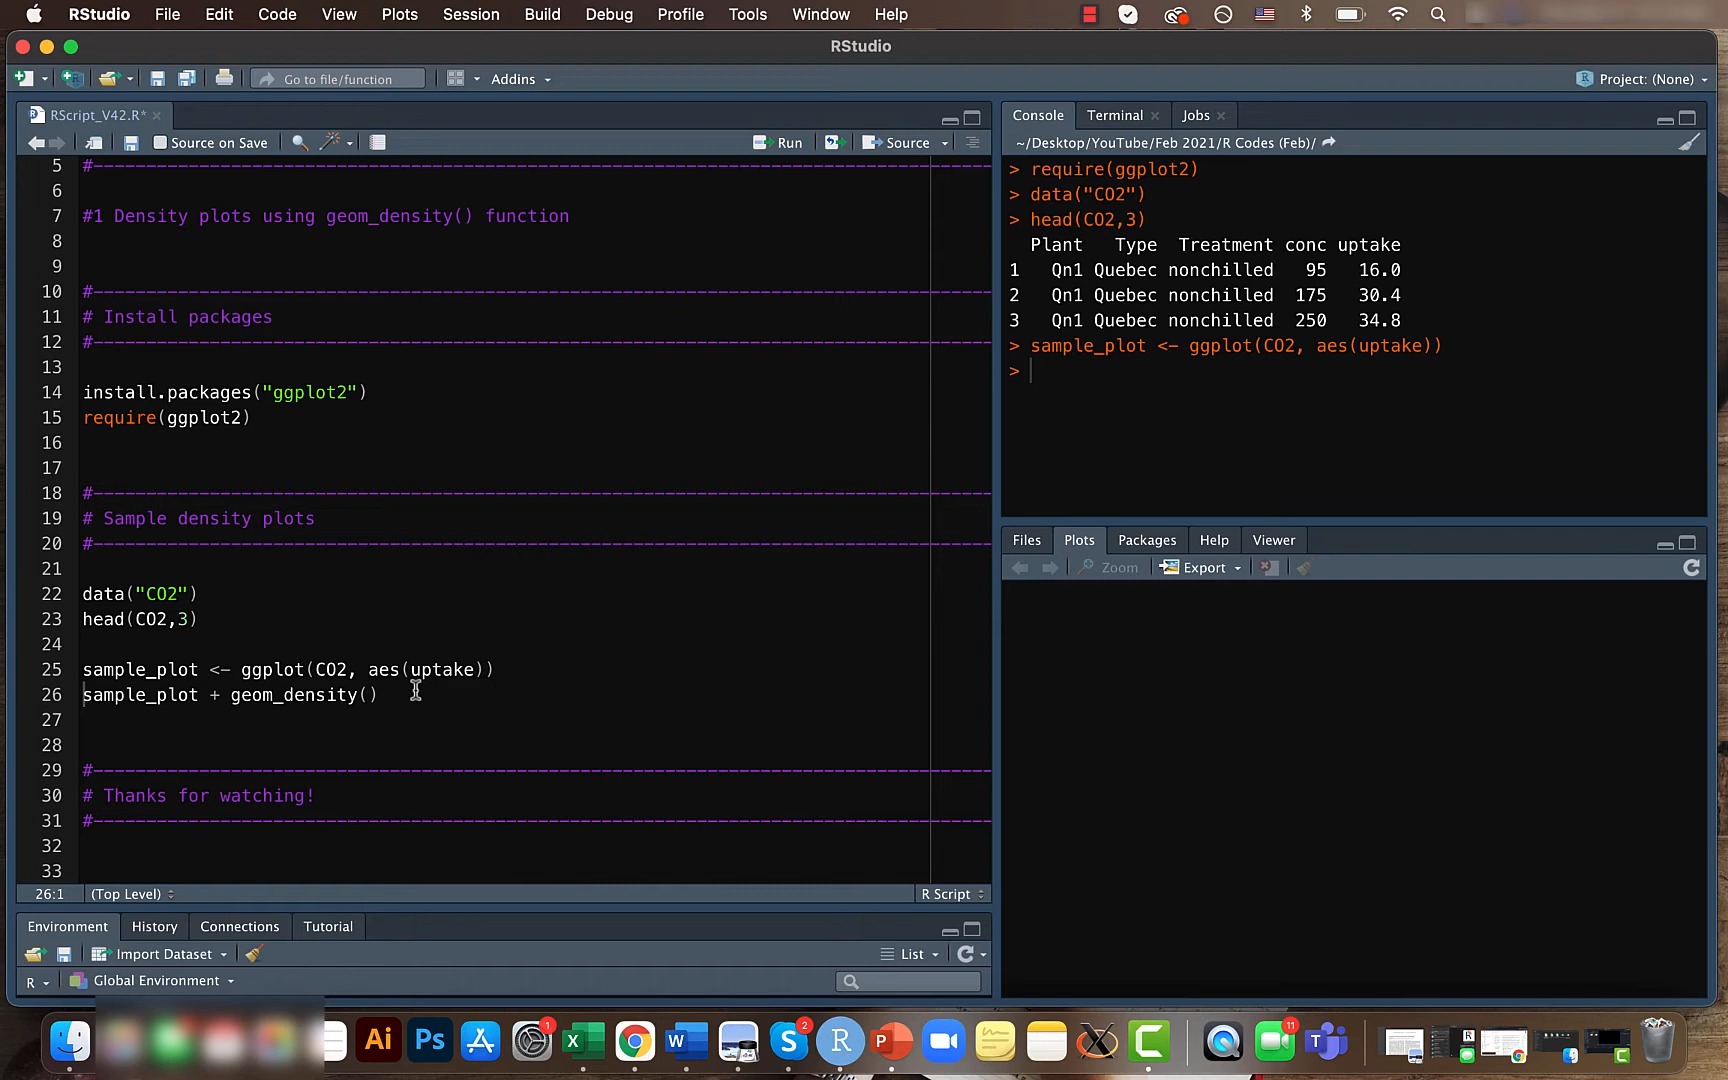 RStudio File Edit Code View Plots Session Build Debug Profile Tools Window Help
RStudio
Go to file/function Addins Project: (None)
RScript_V42.R*
Source on Save Run Source
5 #--------------------------------------------------------------------------------------
6
7 #1 Density plots using geom_density() function
8
9
10 #--------------------------------------------------------------------------------------
11 # Install packages
12 #--------------------------------------------------------------------------------------
13
14 install.packages("ggplot2")
15 require(ggplot2)
16
17
18 #--------------------------------------------------------------------------------------
19 # Sample density plots
20 #--------------------------------------------------------------------------------------
21
22 data("CO2")
23 head(CO2,3)
24
25 sample_plot <- ggplot(CO2, aes(uptake))
26 sample_plot + geom_density()
27
28
29 #--------------------------------------------------------------------------------------
30 # Thanks for watching!
31 #--------------------------------------------------------------------------------------
32
33
26:1 (Top Level) R Script
Environment History Connections Tutorial
Import Dataset List
R Global Environment
Console Terminal Jobs
~/Desktop/YouTube/Feb 2021/R Codes (Feb)/
> require(ggplot2)
> data("CO2")
> head(CO2,3)
Plant Type Treatment conc uptake
1 Qn1 Quebec nonchilled 95 16.0
2 Qn1 Quebec nonchilled 175 30.4
3 Qn1 Quebec nonchilled 250 34.8
> sample_plot <- ggplot(CO2, aes(uptake))
>
Files Plots Packages Help Viewer
Zoom Export
Ai Ps 1 X W S 2 R P 11 T